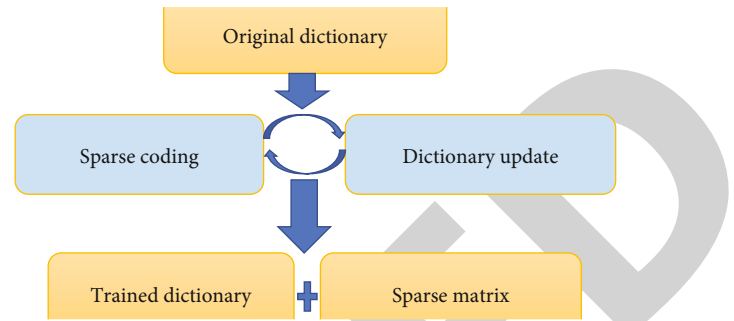 Original dictionary
Sparse coding
Dictionary update
Trained dictionary
+
Sparse matrix